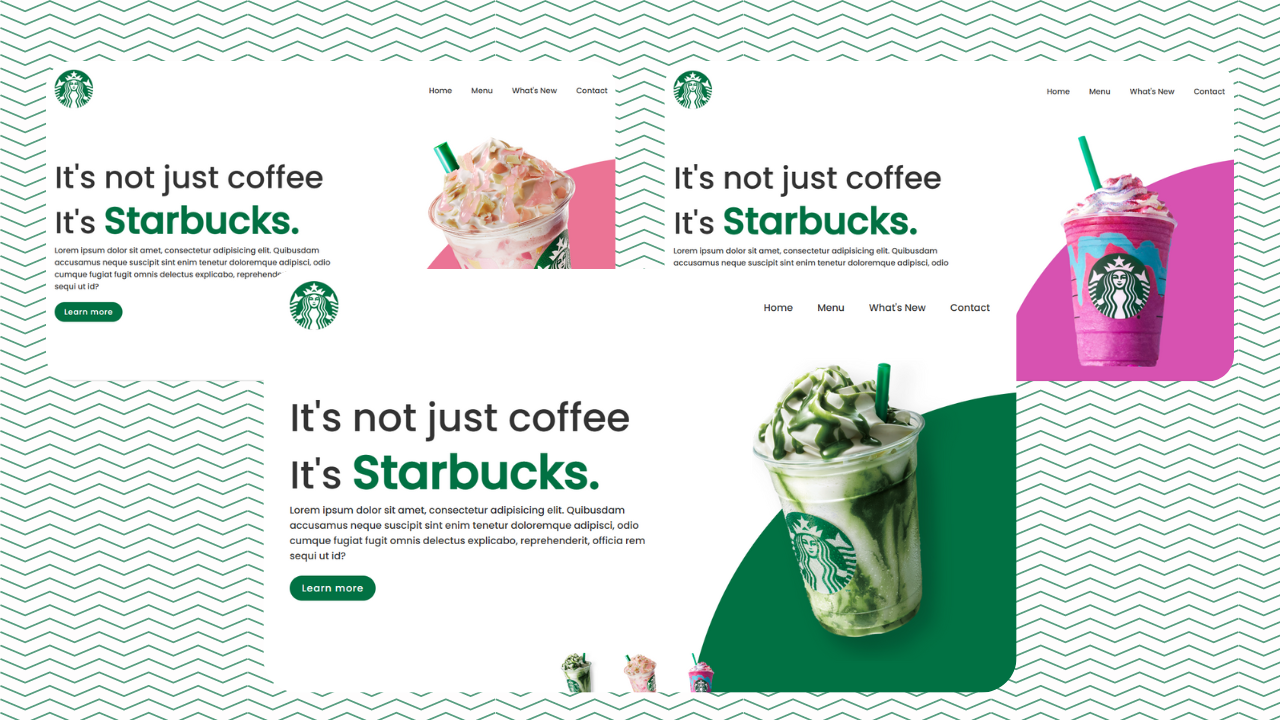 Home Menu What's New Contact
It's not just coffee
It's Starbucks.
Lorem ipsum dolor sit amet, consectetur adipisicing elit. Quibusdam
accusamus neque suscipit sint enim tenetur doloremque adipisci, odio
cumque fugiat fugit omnis delectus explicabo,
sequi ut id?
Learn more
Home Menu What's New Contact
It's not just coffee
It's Starbucks.
Lorem ipsum dolor sit amet, consectetur adipisicing elit. Quibusdam
accusamus neque suscipit sint enim tenetur doloremque adipisci, odio
Home Menu What's New Contact
It's not just coffee
It's Starbucks.
Lorem ipsum dolor sit amet, consectetur adipisicing elit. Quibusdam
accusamus neque suscipit sint enim tenetur doloremque adipisci, odio
cumque fugiat fugit omnis delectus explicabo, reprehenderit, officia rem
sequi ut id?
Learn more